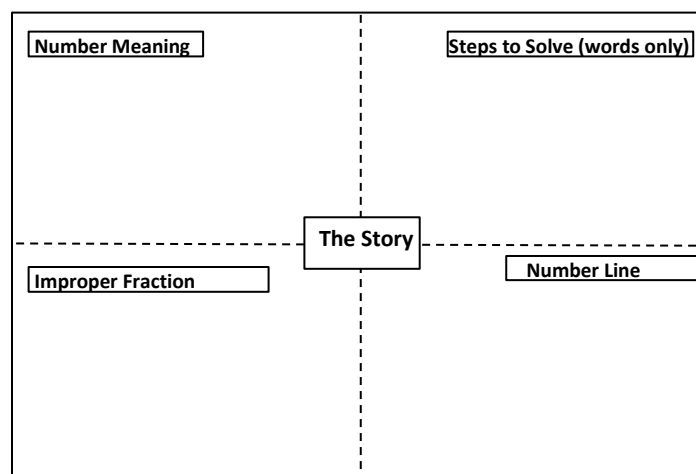 Number Meaning
Steps to Solve (words only)
The Story
Improper Fraction
Number Line